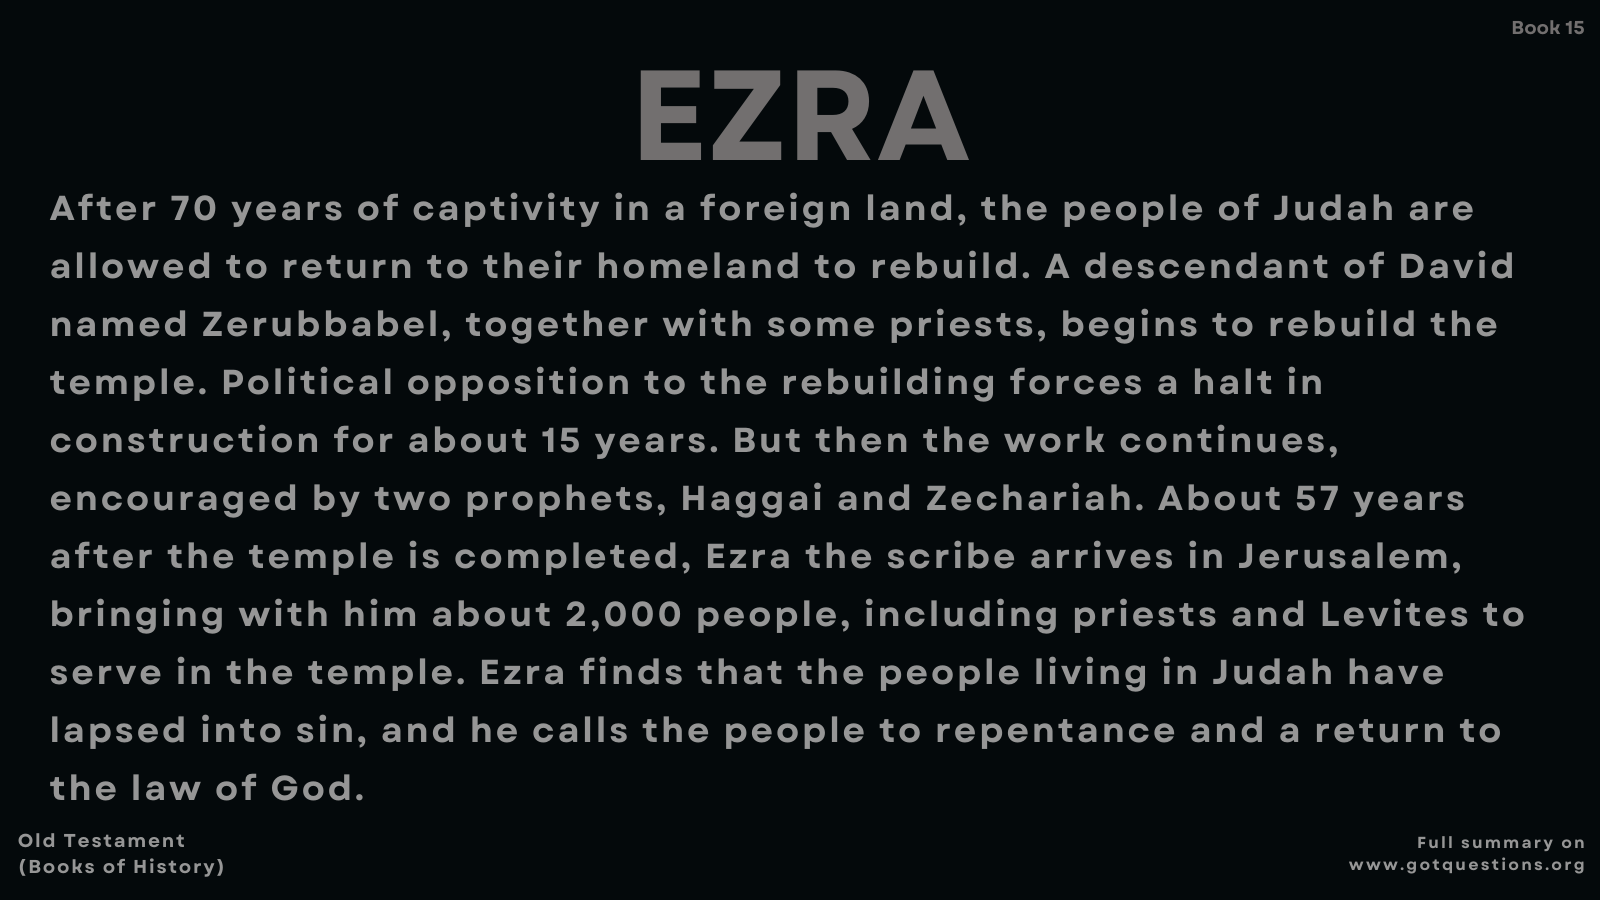 Book 15
EZRA
After 70 years of captivity in a foreign land, the people of Judah are
allowed to return to their homeland to rebuild. A descendant of David
named Zerubbabel, together with some priests, begins to rebuild the
temple. Political opposition to the rebuilding forces a halt in
construction for about 15 years. But then the work continues,
encouraged by two prophets, Haggai and Zechariah. About 57 years
after the temple is completed, Ezra the scribe arrives in Jerusalem,
bringing with him about 2,000 people, including priests and Levites to
serve in the temple. Ezra finds that the people living in Judah have
lapsed into sin, and he calls the people to repentance and a return to
the law of God.
Old Testament
(Books of History)
Full summary on
www.gotquestions.org